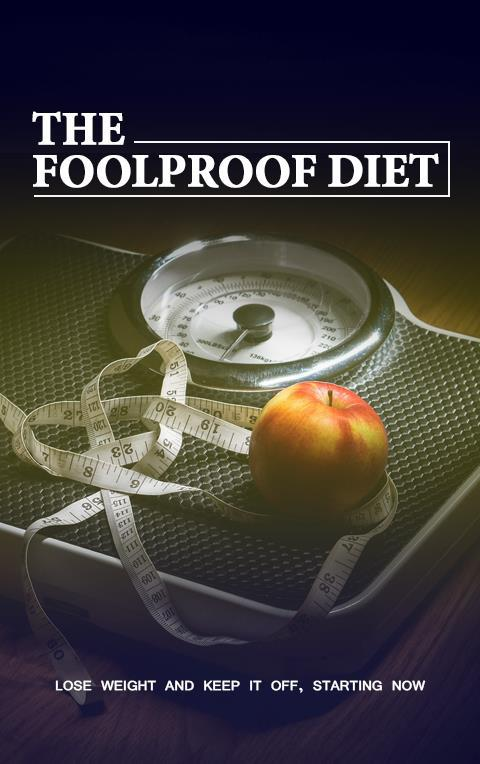 THE
FOOLPROOF DIET
LOSE WEIGHT AND KEEP IT OFF, STARTING NOW